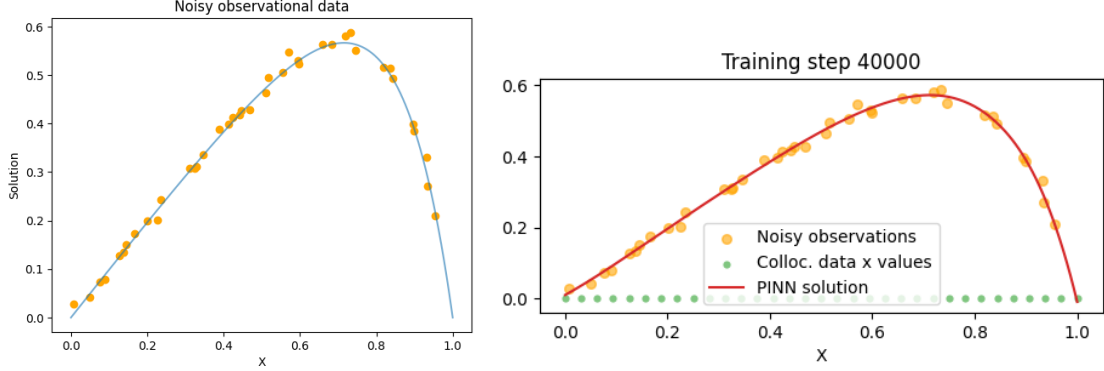 Noisy observational data
0.6
0.5
0.4
0.3
0.2
0.1
0.0
Solution
0.0 0.2 0.4 0.6 0.8 1.0
X
Training step 40000
0.6
0.4
0.2
0.0
Noisy observations
Colloc. data x values
PINN solution
0.0 0.2 0.4 0.6 0.8 1.0
X